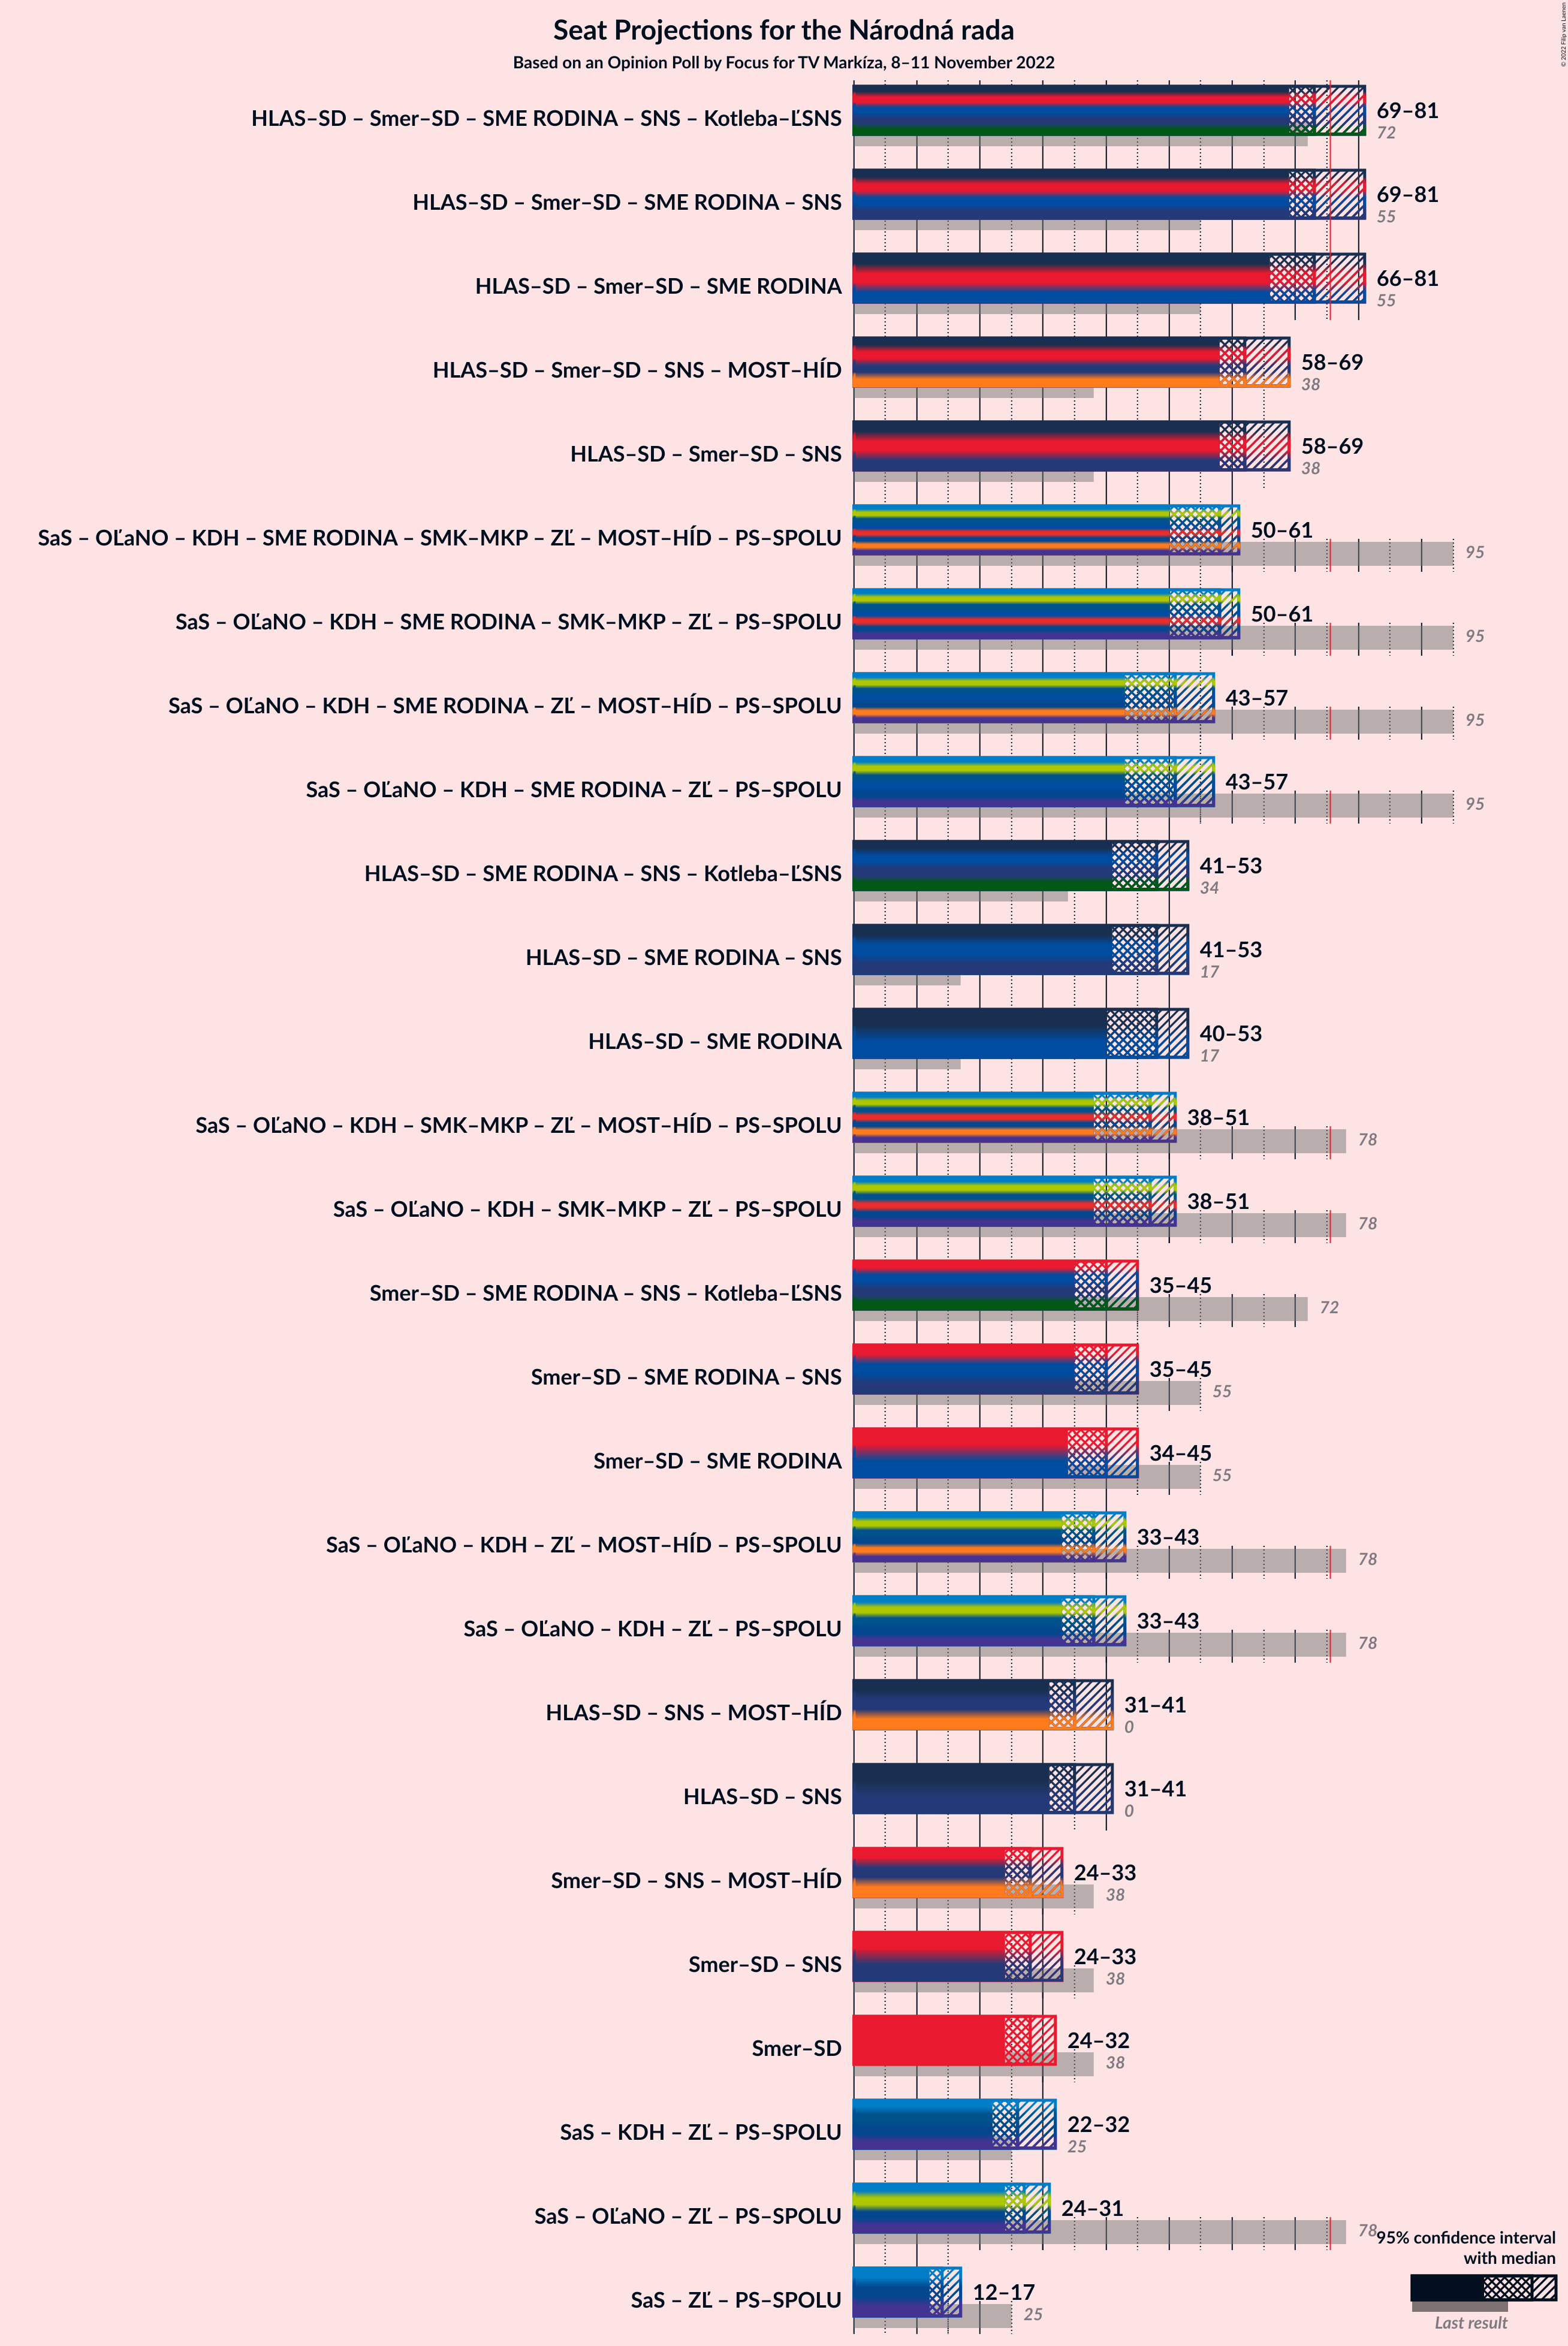 Seat Projections for the Národná rada
Based on an Opinion Poll by Focus for TV Markíza, 8–11 November 2022
© 2022 Filip van Laenen
HLAS–SD – Smer–SD – SME RODINA – SNS – Kotleba–ĽSNS
69–81
72
HLAS–SD – Smer–SD – SME RODINA – SNS
69–81
55
HLAS–SD – Smer–SD – SME RODINA
66–81
55
HLAS–SD – Smer–SD – SNS – MOST–HÍD
58–69
38
HLAS–SD – Smer–SD – SNS
58–69
38
SaS – OĽaNO – KDH – SME RODINA – SMK–MKP – ZĽ – MOST–HÍD – PS–SPOLU
50–61
95
SaS – OĽaNO – KDH – SME RODINA – SMK–MKP – ZĽ – PS–SPOLU
50–61
95
SaS – OĽaNO – KDH – SME RODINA – ZĽ – MOST–HÍD – PS–SPOLU
43–57
95
SaS – OĽaNO – KDH – SME RODINA – ZĽ – PS–SPOLU
43–57
95
HLAS–SD – SME RODINA – SNS – Kotleba–ĽSNS
41–53
34
HLAS–SD – SME RODINA – SNS
41–53
17
HLAS–SD – SME RODINA
40–53
17
SaS – OĽaNO – KDH – SMK–MKP – ZĽ – MOST–HÍD – PS–SPOLU
38–51
78
SaS – OĽaNO – KDH – SMK–MKP – ZĽ – PS–SPOLU
38–51
78
Smer–SD – SME RODINA – SNS – Kotleba–ĽSNS
35–45
72
Smer–SD – SME RODINA – SNS
35–45
55
Smer–SD – SME RODINA
34–45
55
SaS – OĽaNO – KDH – ZĽ – MOST–HÍD – PS–SPOLU
33–43
78
SaS – OĽaNO – KDH – ZĽ – PS–SPOLU
33–43
78
HLAS–SD – SNS – MOST–HÍD
31–41
0
HLAS–SD – SNS
31–41
0
Smer–SD – SNS – MOST–HÍD
24–33
38
Smer–SD – SNS
24–33
38
Smer–SD
24–32
38
SaS – KDH – ZĽ – PS–SPOLU
22–32
25
SaS – OĽaNO – ZĽ – PS–SPOLU
24–31
78
SaS – ZĽ – PS–SPOLU
12–17
25
95% confidence interval
with median
Last result